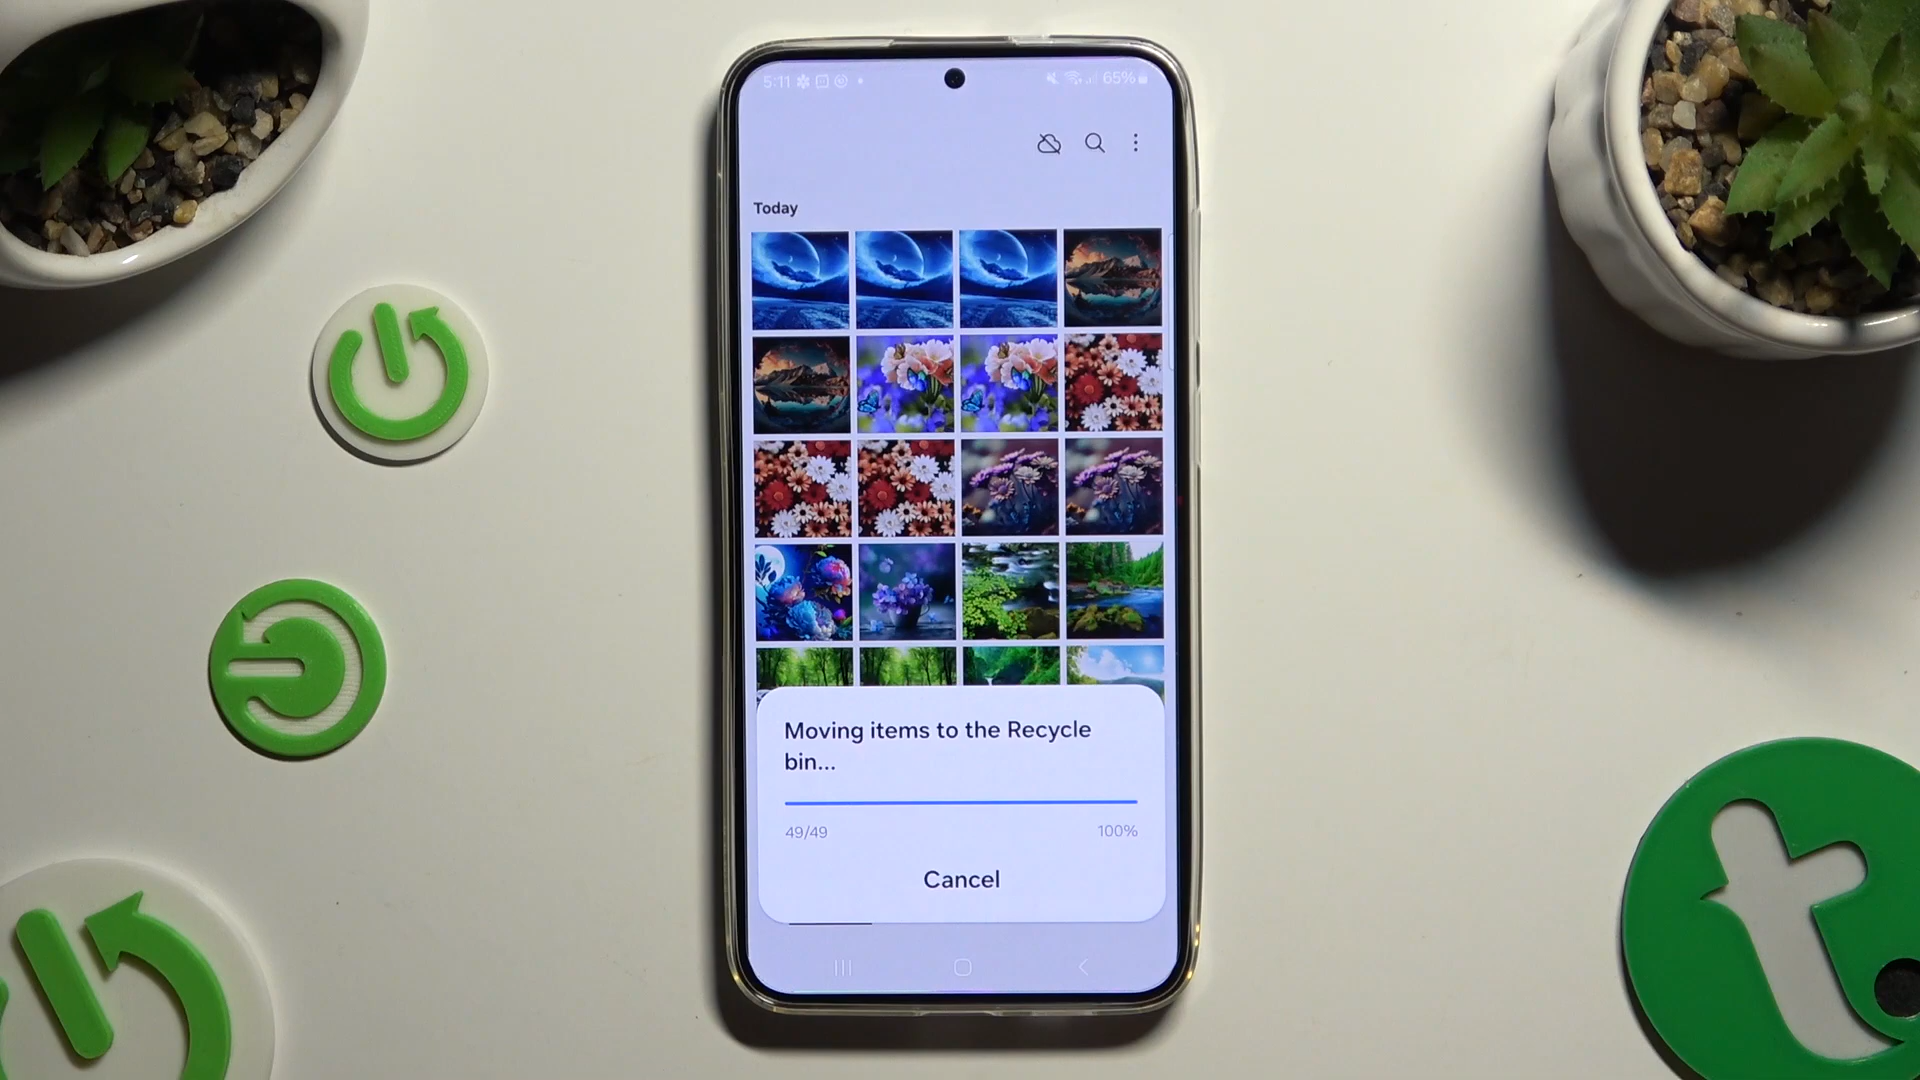 5:11
65%
Today
Moving items to the Recycle
bin...
49/49 100%
Cancel